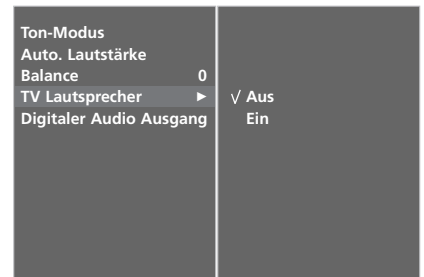 Ton-Modus
Auto. Lautstärke
Balance 0
TV Lautsprecher ►
Digitaler Audio Ausgang
√ Aus
Ein